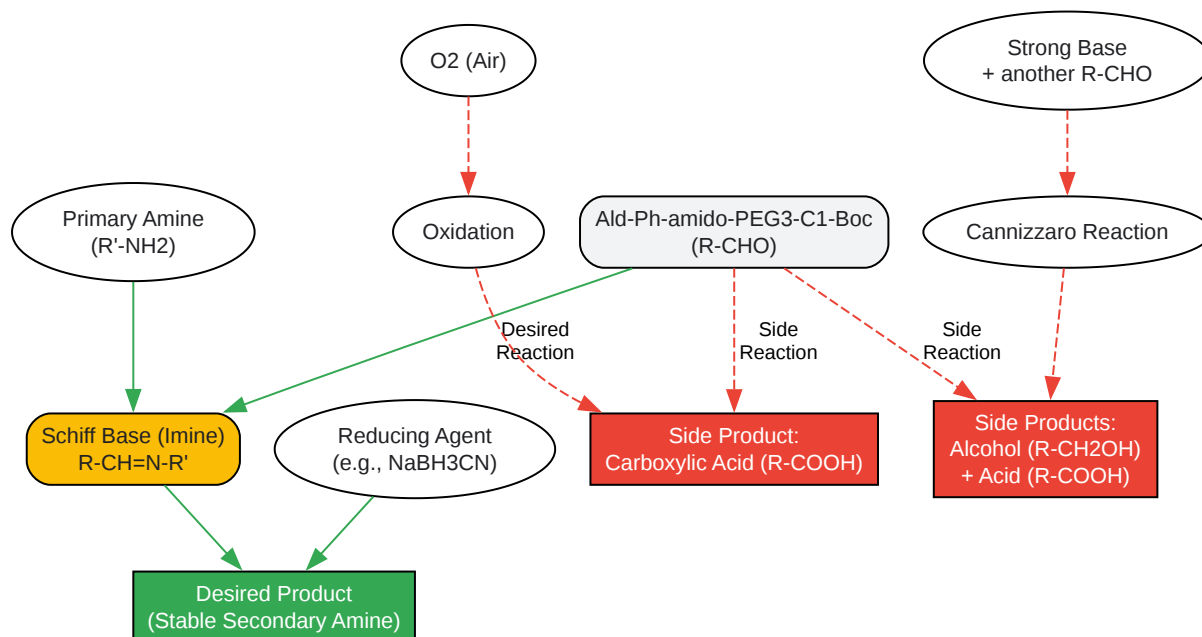 O2 (Air)
Strong Base
+ another R-CHO
Primary Amine
(R'-NH2)
Oxidation
Ald-Ph-amido-PEG3-C1-Boc
(R-CHO)
Cannizzaro Reaction
Desired
Reaction
Side
Reaction
Side
Reaction
Schiff Base (Imine)
R-CH=N-R'
Reducing Agent
(e.g., NaBH3CN)
Side Product:
Carboxylic Acid (R-COOH)
Side Products:
Alcohol (R-CH2OH)
+ Acid (R-COOH)
Desired Product
(Stable Secondary Amine)